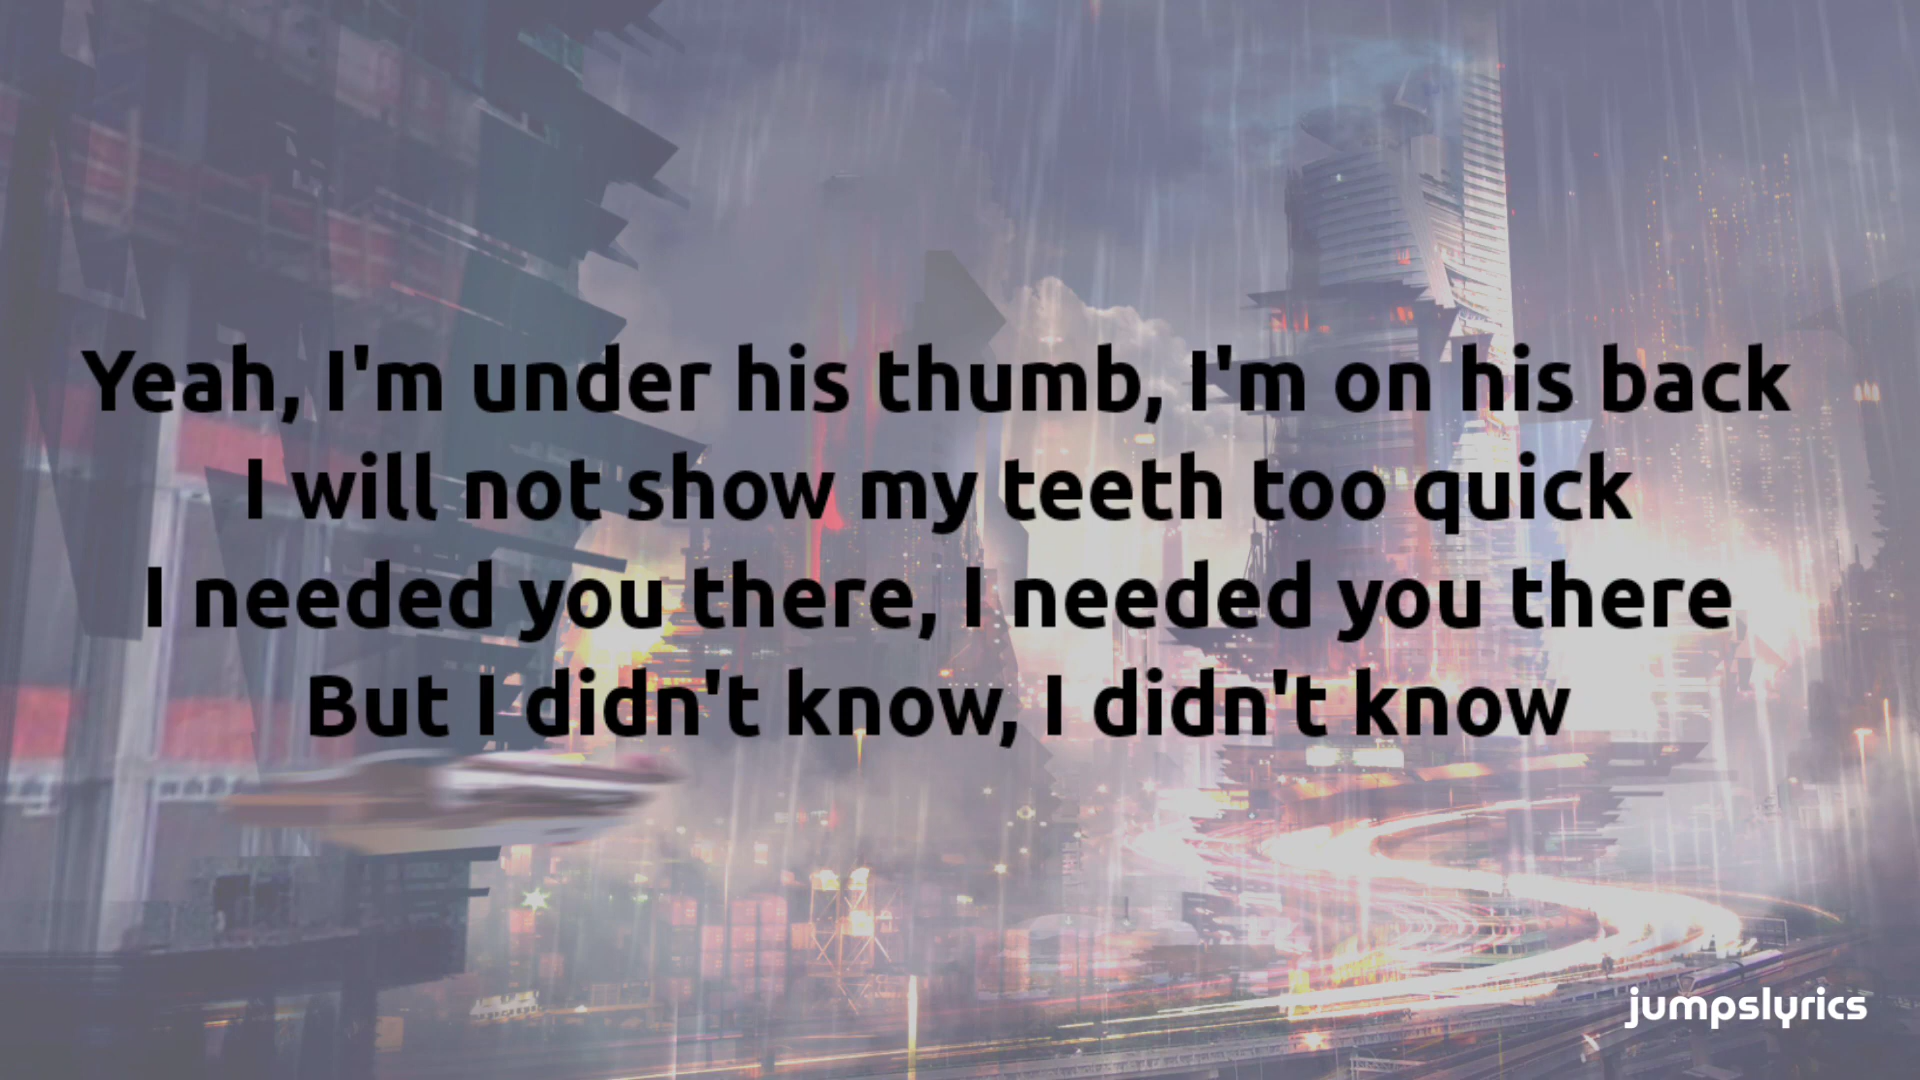 Yeah, I'm under his thumb, I'm on his back
I will not show my teeth too quick
I needed you there, I needed you there
But I didn't know, I didn't know
jumpslyrics